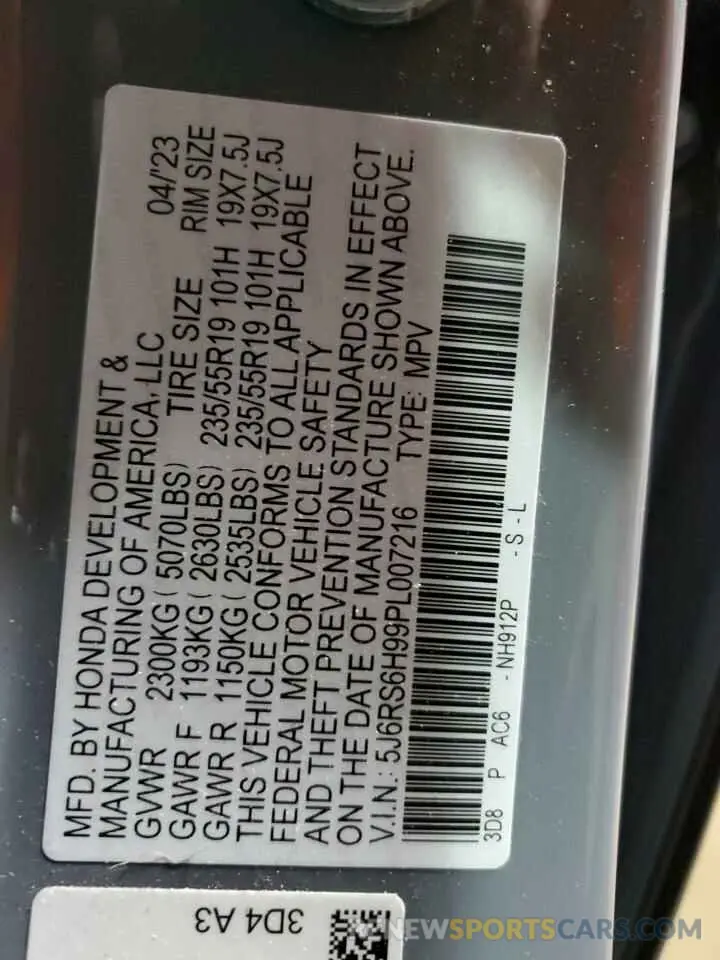 MFD. BY HONDA DEVELOPMENT &
MANUFACTURING OF AMERICA, LLC 04/'23
GVWR 2300KG ( 5070LBS) TIRE SIZE RIM SIZE
GAWR F 1193KG ( 2630LBS) 235/55R19 101H 19X7.5J
GAWR R 1150KG ( 2535LBS) 235/55R19 101H 19X7.5J
THIS VEHICLE CONFORMS TO ALL APPLICABLE
FEDERAL MOTOR VEHICLE SAFETY
AND THEFT PREVENTION STANDARDS IN EFFECT
ON THE DATE OF MANUFACTURE SHOWN ABOVE.
V.I.N.: 5J6RS6H99PL007216 TYPE: MPV
3D8 P AC6 -NH912P -S-L
3D4 A3
NEWSPORTSCARS.COM